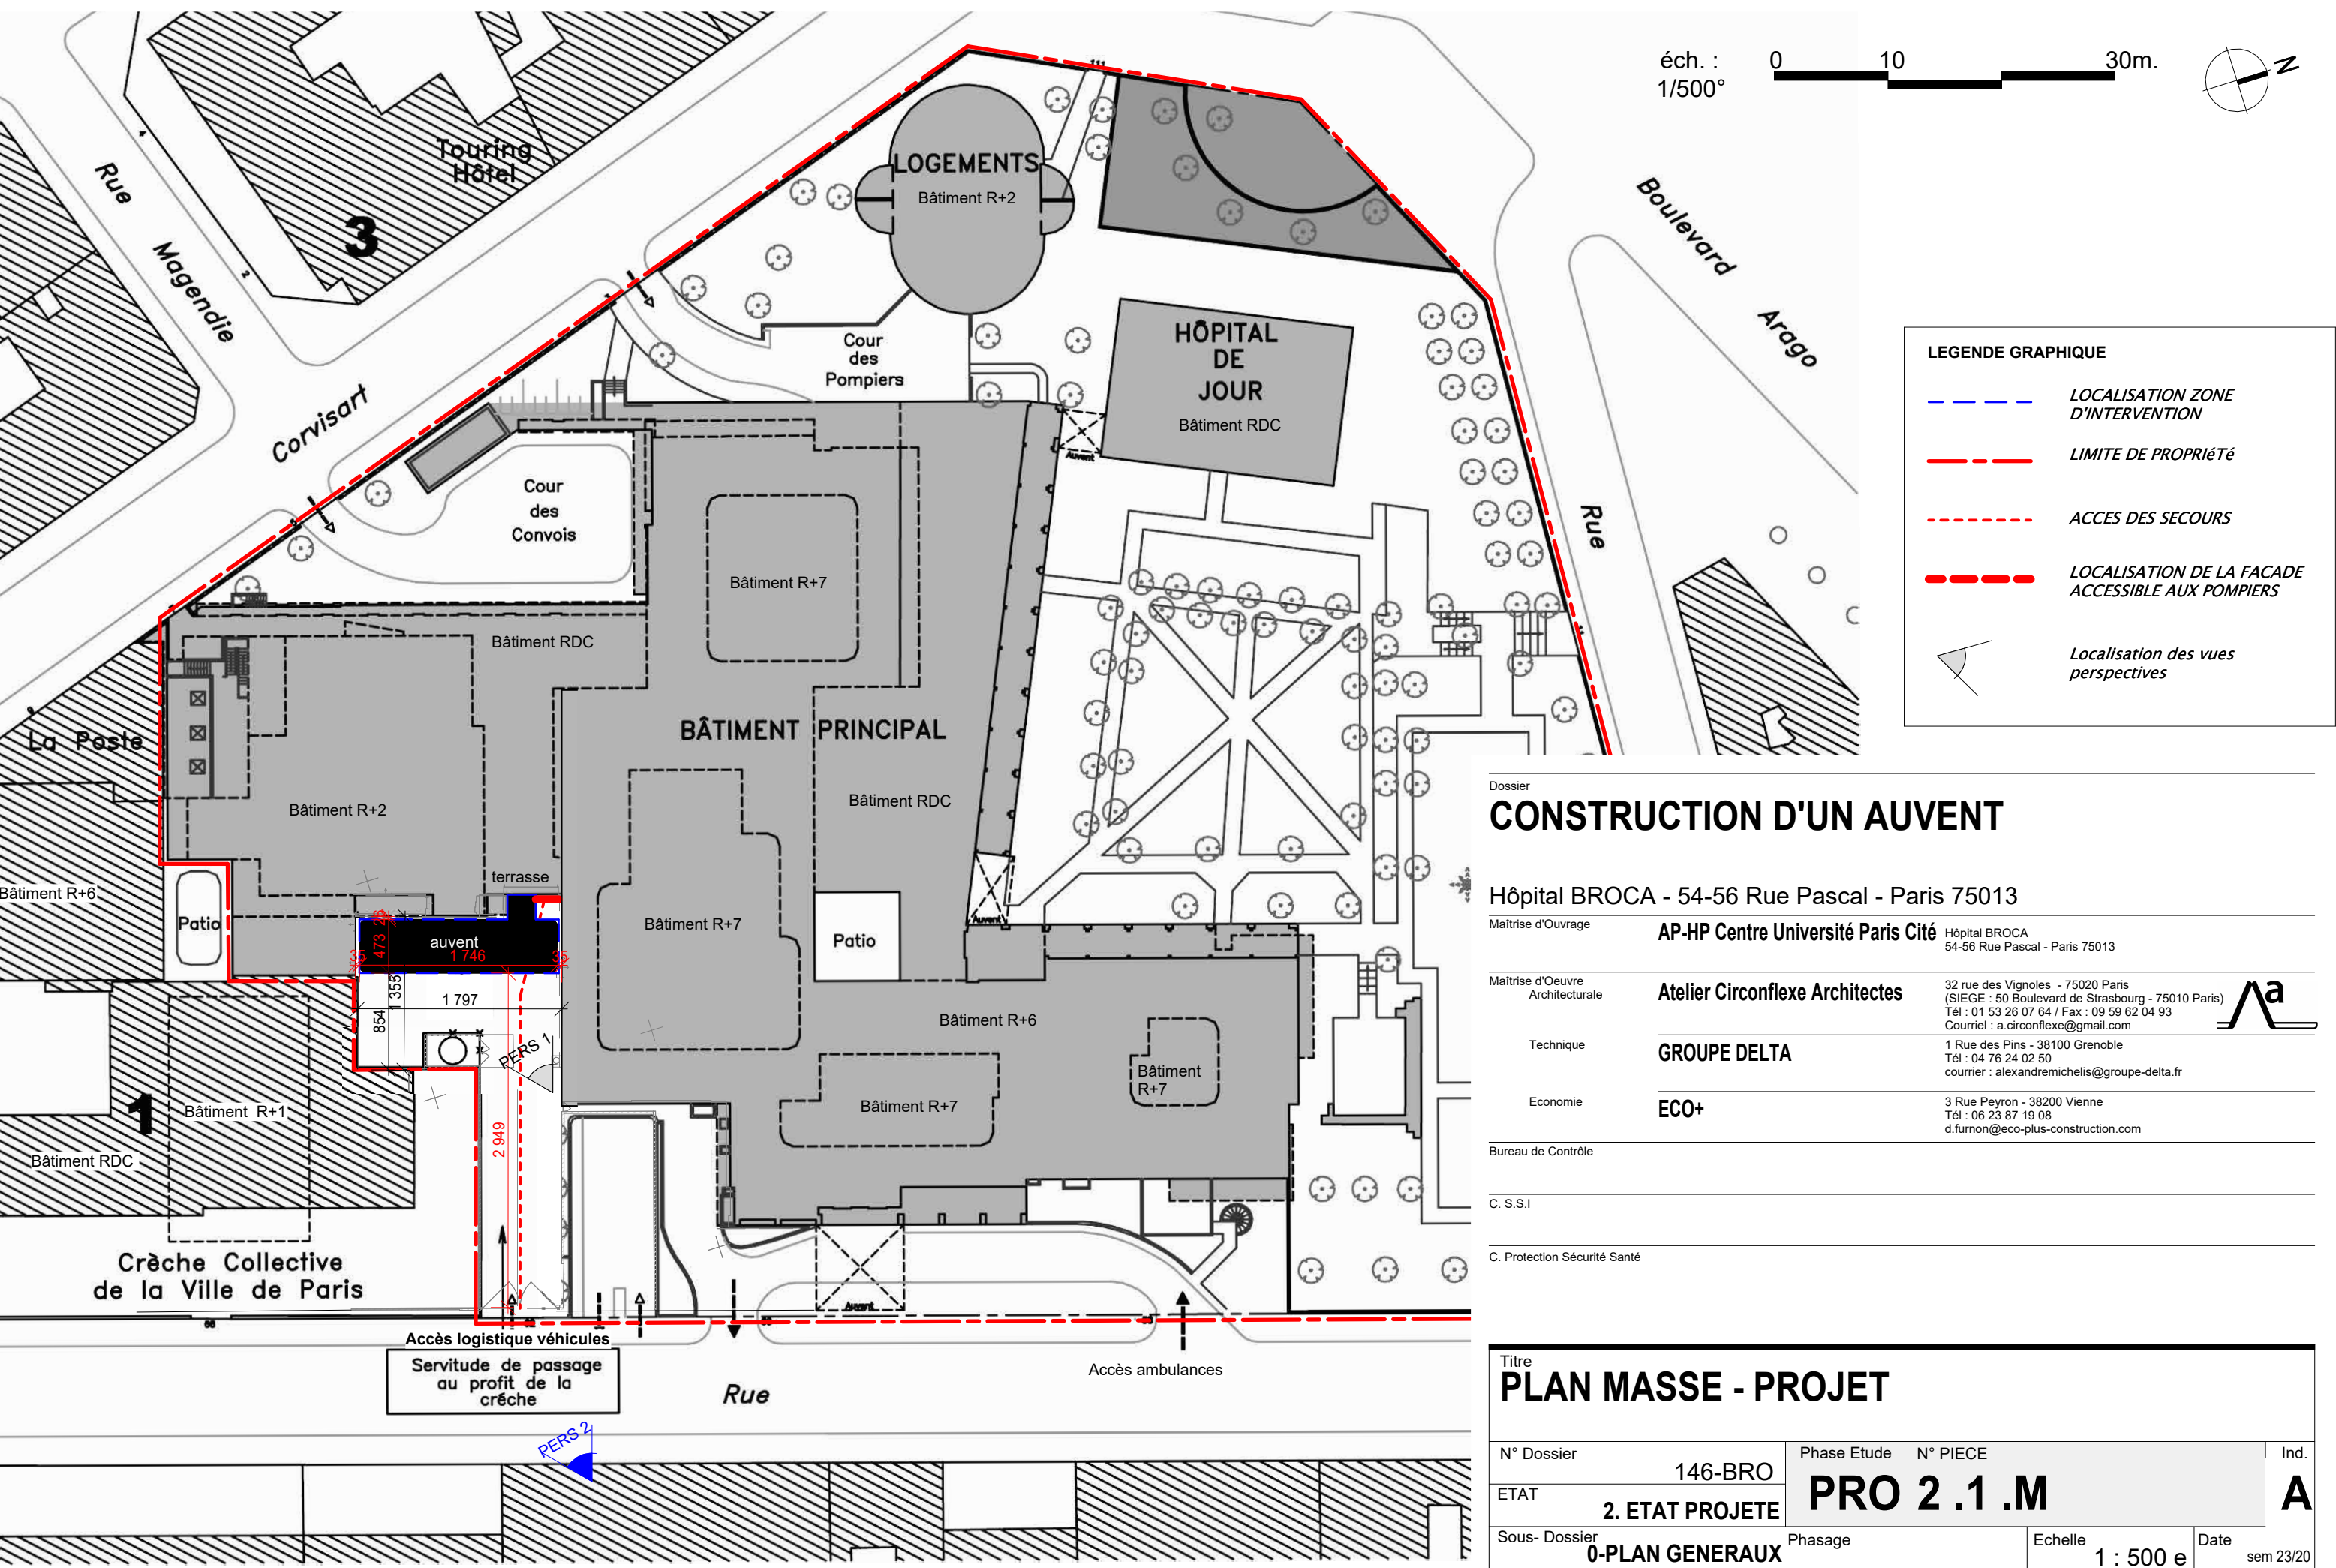 éch. :
1/500°
0 10 30m.
N
111
Rue
Magendie
4
2
Touring
Hôtel
3
Corvisart
LOGEMENTS
Bâtiment R+2
Boulevard
Arago
Rue
Cour
des
Pompiers
HÔPITAL
DE
JOUR
Bâtiment RDC
Auvent
Cour
des
Convois
Bâtiment R+7
Bâtiment RDC
BÂTIMENT PRINCIPAL
La Poste
Bâtiment R+2
Bâtiment RDC
terrasse
Bâtiment R+6
Patio
auvent
473
25
35
1 746
35
1 355
1 797
854
PERS 1
Bâtiment R+7
Patio
Auvent
Bâtiment R+6
Bâtiment
R+7
Bâtiment R+7
1
Bâtiment R+1
Bâtiment RDC
2 949
Crèche Collective
de la Ville de Paris
Auvent
Accès logistique véhicules
Servitude de passage
au profit de la
crêche
Accès ambulances
Rue
PERS 2
LEGENDE GRAPHIQUE
LOCALISATION ZONE
D'INTERVENTION
LIMITE DE PROPRIéTé
ACCES DES SECOURS
LOCALISATION DE LA FACADE
ACCESSIBLE AUX POMPIERS
Localisation des vues
perspectives
Dossier
CONSTRUCTION D'UN AUVENT
Hôpital BROCA - 54-56 Rue Pascal - Paris 75013
Maîtrise d'Ouvrage
AP-HP Centre Université Paris Cité
Hôpital BROCA
54-56 Rue Pascal - Paris 75013
Maîtrise d'Oeuvre
Architecturale
Atelier Circonflexe Architectes
32 rue des Vignoles - 75020 Paris
(SIEGE : 50 Boulevard de Strasbourg - 75010 Paris)
Tél : 01 53 26 07 64 / Fax : 09 59 62 04 93
Courriel : a.circonflexe@gmail.com
a
Technique
GROUPE DELTA
1 Rue des Pins - 38100 Grenoble
Tél : 04 76 24 02 50
courrier : alexandremichelis@groupe-delta.fr
Economie
ECO+
3 Rue Peyron - 38200 Vienne
Tél : 06 23 87 19 08
d.furnon@eco-plus-construction.com
Bureau de Contrôle
C. S.S.I
C. Protection Sécurité Santé
Titre
PLAN MASSE - PROJET
N° Dossier
146-BRO
Phase Etude N° PIECE
PRO 2 .1 .M
Ind.
A
ETAT
2. ETAT PROJETE
Sous- Dossier
0-PLAN GENERAUX
Phasage
Echelle
1 : 500 e
Date
sem 23/20